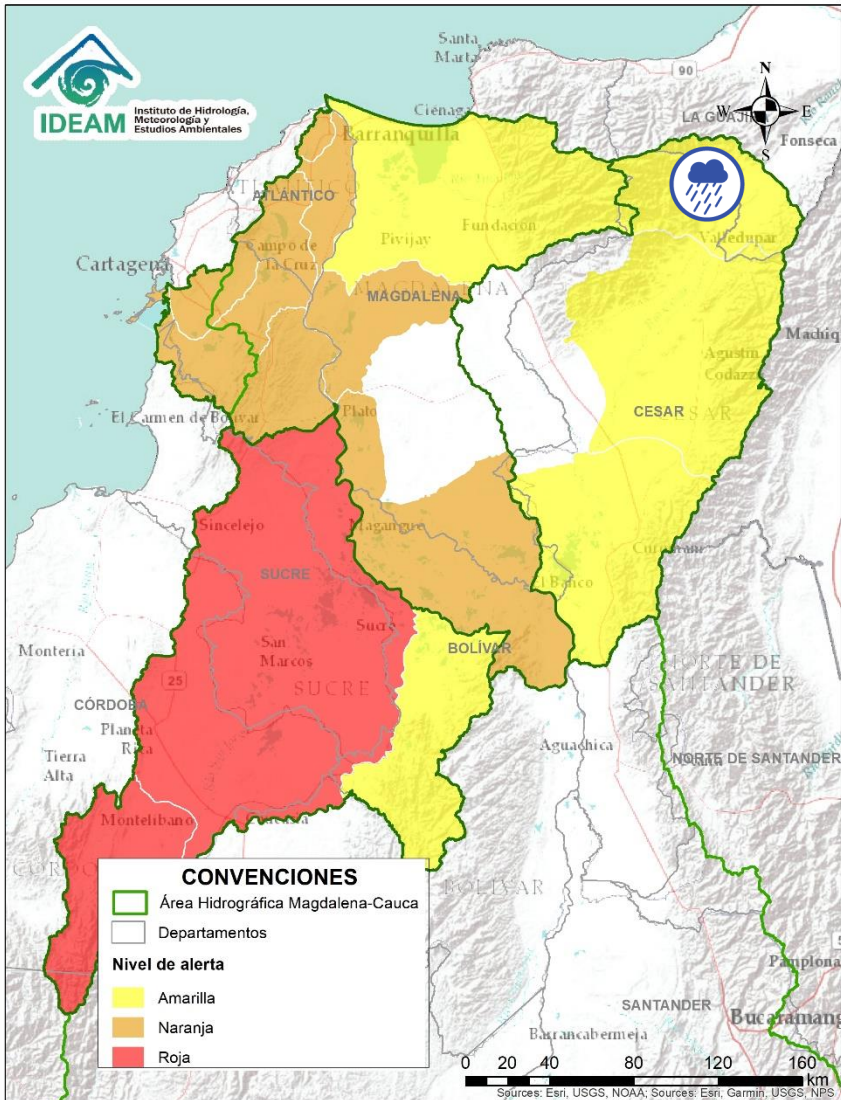 Santa
Marta
90
N
W
E
S
IDEAM
Instituto de Hidrología,
Meteorología y
Estudios Ambientales
Ciénaga
LA GUAJIR
Fonseca
Barranquilla
ATLÁNTICO
Valledupar
Fundación
Pivijay
Campo de
la Cruz
Cartagena
MAGDALENA
Machiq
Agustín
Codazzi
El Carmen de Bolívar
Plato
CESAR
Sincelejo
Magangue
SUCRE
El Banco
Sucre
Montería
San
Marcos
BOLÍVAR
25
SUCRE
NORTE DE
SANTANDER
CÓRDOBA
Planeta
Rica
Aguachica
Tierra
Alta
NORTE DE SANTANDER
Montelíbano
CONVENCIONES
BOLÍVAR
Área Hidrográfica Magdalena-Cauca
Departamentos
Nivel de alerta
Pamplona
Amarilla
SANTANDER
Naranja
Bucaramang
Barrancabermeja
Roja
0 20 40 80 120 160
km
Sources: Esri, USGS, NOAA; Sources: Esri, Garmin, USGS, NPS